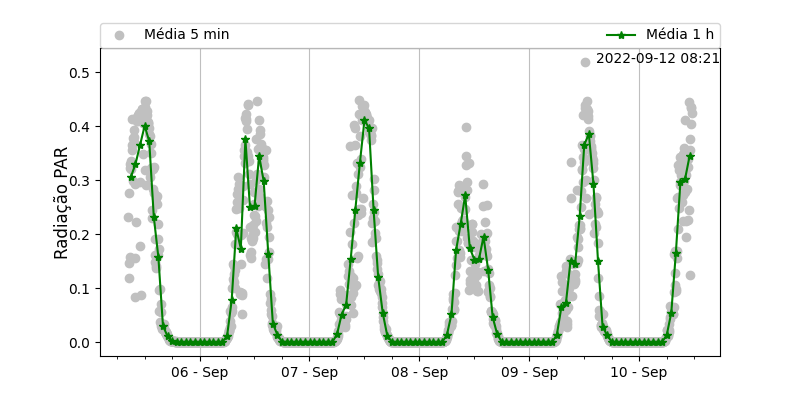 Média 5 min
Média 1 h
2022-09-12 08:21
Radiação PAR
0.5
0.4
0.3
0.2
0.1
0.0
06 - Sep
07 - Sep
08 - Sep
09 - Sep
10 - Sep